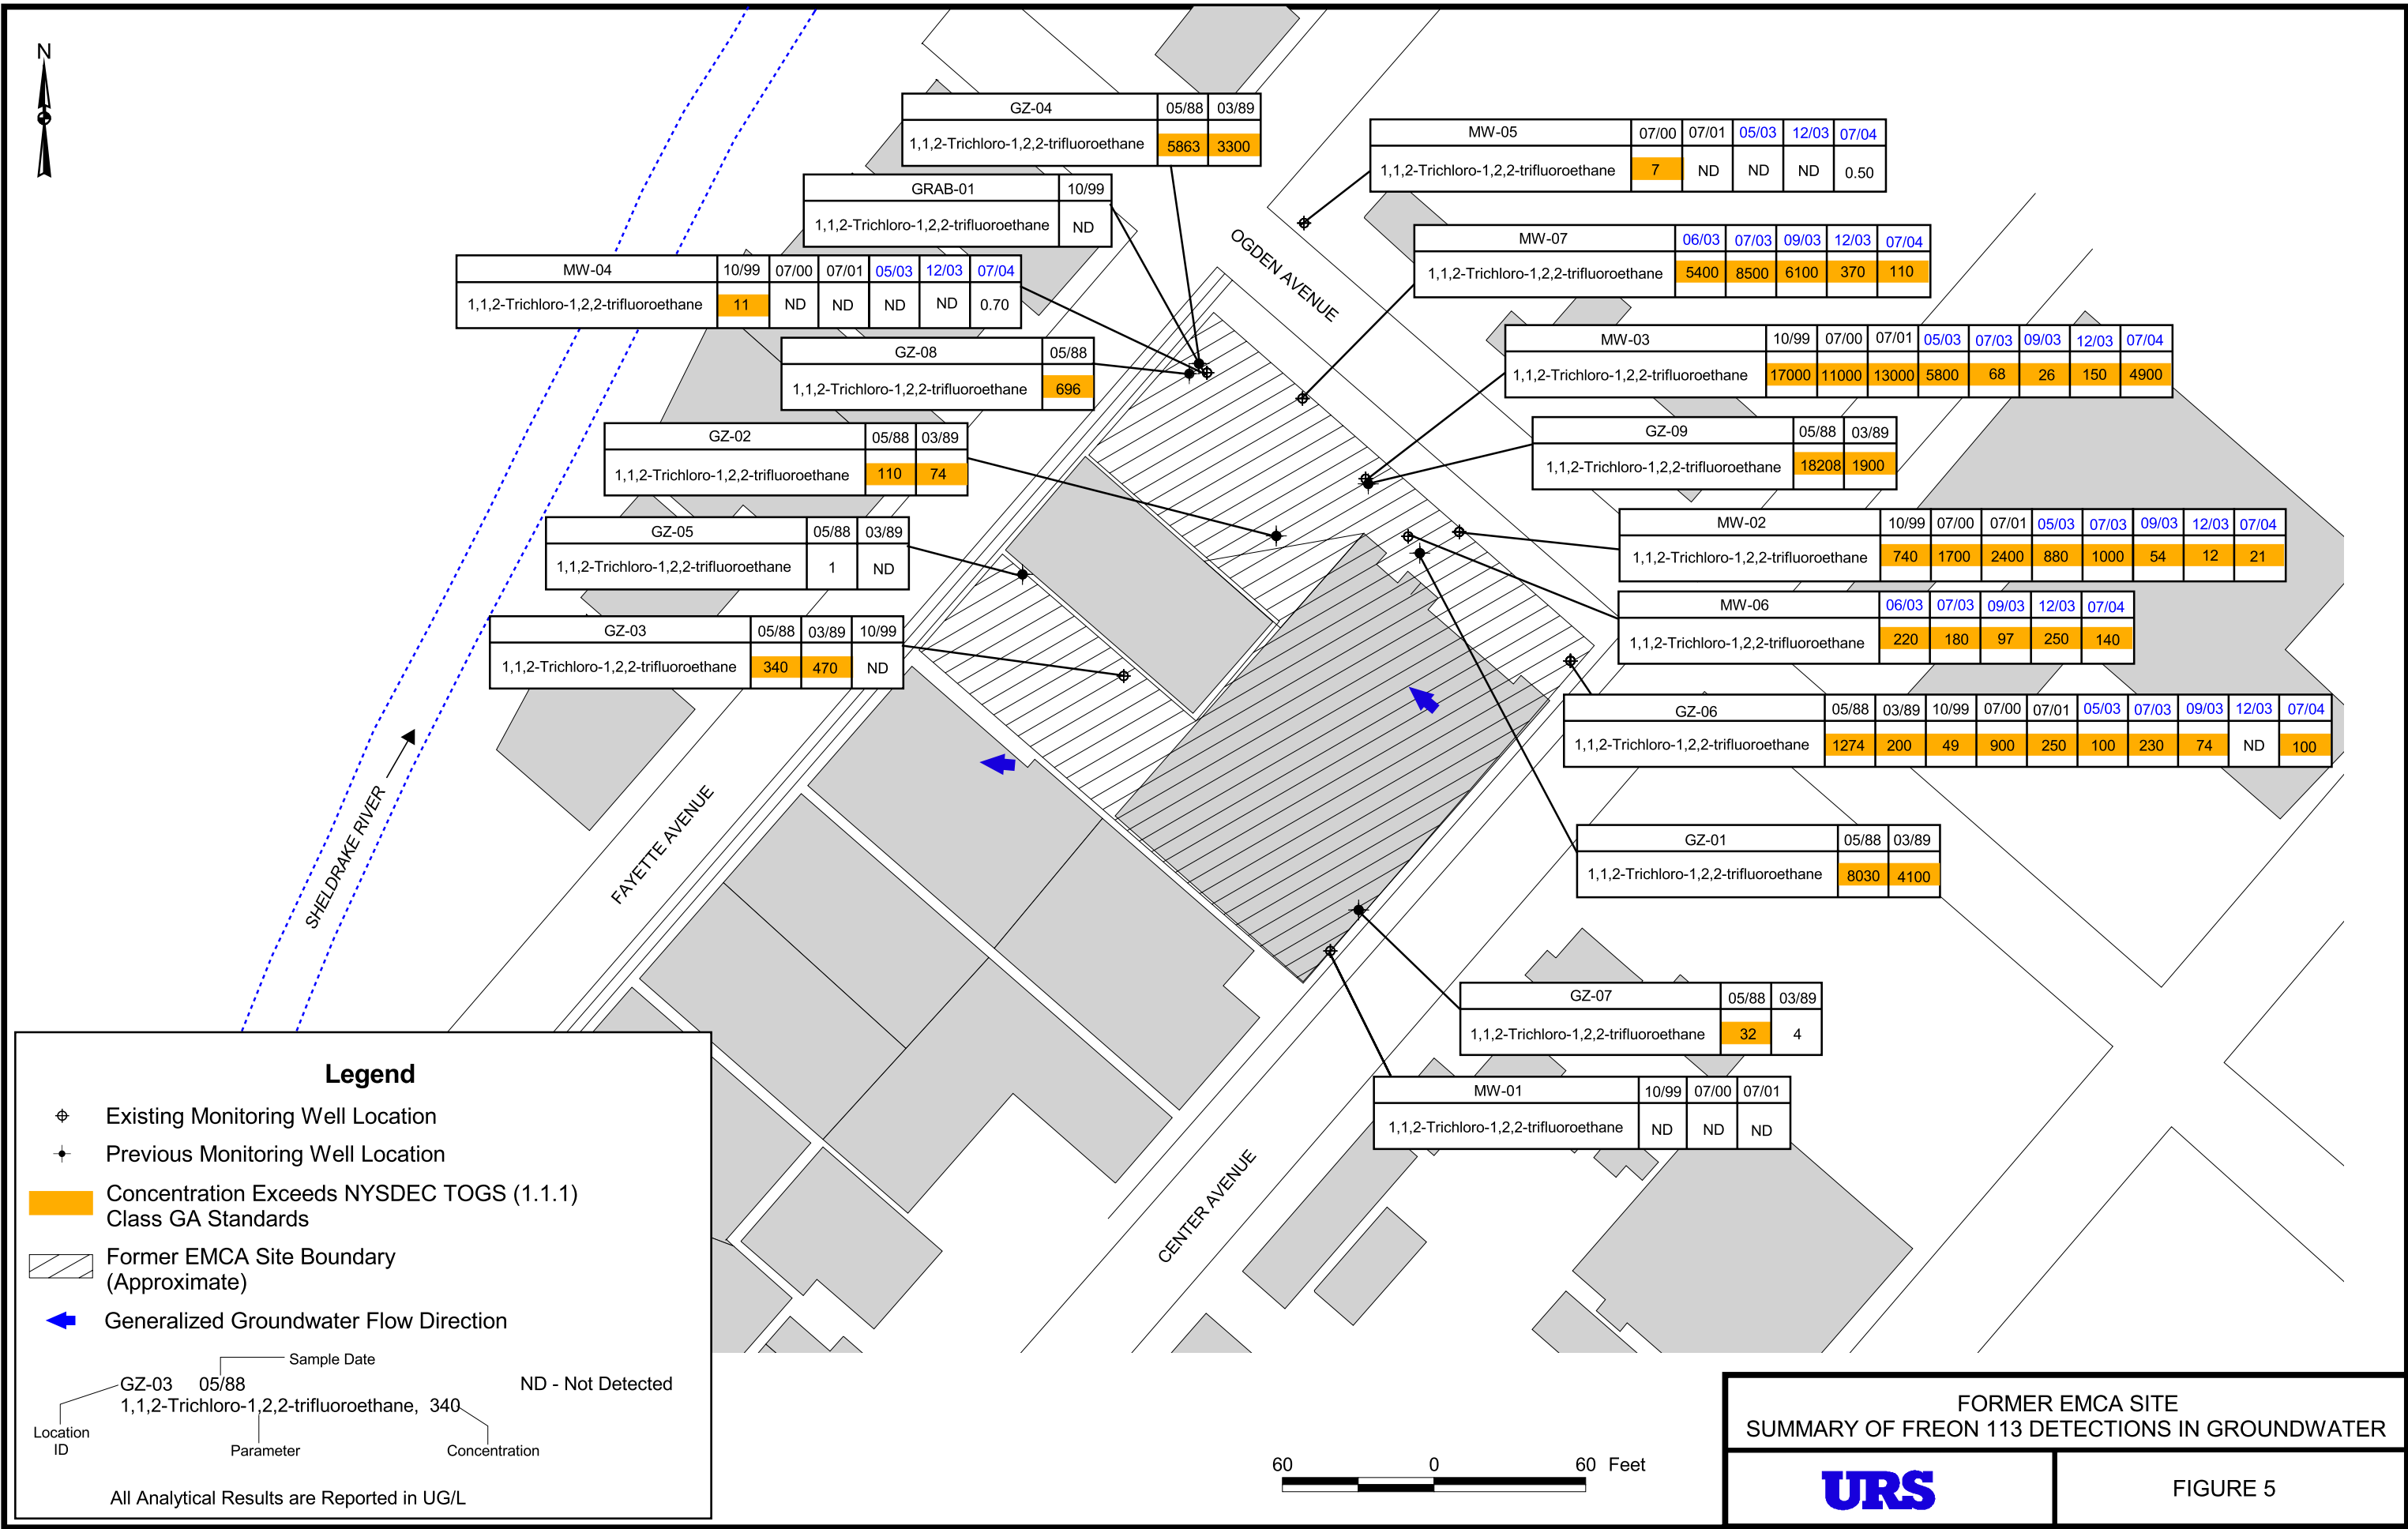 N
GZ-04 05/88 03/89
1,1,2-Trichloro-1,2,2-trifluoroethane 5863 3300
GRAB-01 10/99
1,1,2-Trichloro-1,2,2-trifluoroethane ND
MW-04 10/99 07/00 07/01 05/03 12/03 07/04
1,1,2-Trichloro-1,2,2-trifluoroethane 11 ND ND ND ND 0.70
GZ-08 05/88
1,1,2-Trichloro-1,2,2-trifluoroethane 696
GZ-02 05/88 03/89
1,1,2-Trichloro-1,2,2-trifluoroethane 110 74
GZ-05 05/88 03/89
1,1,2-Trichloro-1,2,2-trifluoroethane 1 ND
GZ-03 05/88 03/89 10/99
1,1,2-Trichloro-1,2,2-trifluoroethane 340 470 ND
MW-05 07/00 07/01 05/03 12/03 07/04
1,1,2-Trichloro-1,2,2-trifluoroethane 7 ND ND ND 0.50
MW-07 06/03 07/03 09/03 12/03 07/04
1,1,2-Trichloro-1,2,2-trifluoroethane 5400 8500 6100 370 110
MW-03 10/99 07/00 07/01 05/03 07/03 09/03 12/03 07/04
1,1,2-Trichloro-1,2,2-trifluoroethane 17000 11000 13000 5800 68 26 150 4900
GZ-09 05/88 03/89
1,1,2-Trichloro-1,2,2-trifluoroethane 18208 1900
MW-02 10/99 07/00 07/01 05/03 07/03 09/03 12/03 07/04
1,1,2-Trichloro-1,2,2-trifluoroethane 740 1700 2400 880 1000 54 12 21
MW-06 06/03 07/03 09/03 12/03 07/04
1,1,2-Trichloro-1,2,2-trifluoroethane 220 180 97 250 140
GZ-06 05/88 03/89 10/99 07/00 07/01 05/03 07/03 09/03 12/03 07/04
1,1,2-Trichloro-1,2,2-trifluoroethane 1274 200 49 900 250 100 230 74 ND 100
GZ-01 05/88 03/89
1,1,2-Trichloro-1,2,2-trifluoroethane 8030 4100
GZ-07 05/88 03/89
1,1,2-Trichloro-1,2,2-trifluoroethane 32 4
MW-01 10/99 07/00 07/01
1,1,2-Trichloro-1,2,2-trifluoroethane ND ND ND
OGDEN AVENUE
SHELDRAKE RIVER
FAYETTE AVENUE
CENTER AVENUE
Legend
Existing Monitoring Well Location
Previous Monitoring Well Location
Concentration Exceeds NYSDEC TOGS (1.1.1)
Class GA Standards
Former EMCA Site Boundary
(Approximate)
Generalized Groundwater Flow Direction
Sample Date
GZ-03 05/88
ND - Not Detected
1,1,2-Trichloro-1,2,2-trifluoroethane, 340
Location
ID
Parameter
Concentration
All Analytical Results are Reported in UG/L
60 0 60 Feet
FORMER EMCA SITE
SUMMARY OF FREON 113 DETECTIONS IN GROUNDWATER
URS
FIGURE 5